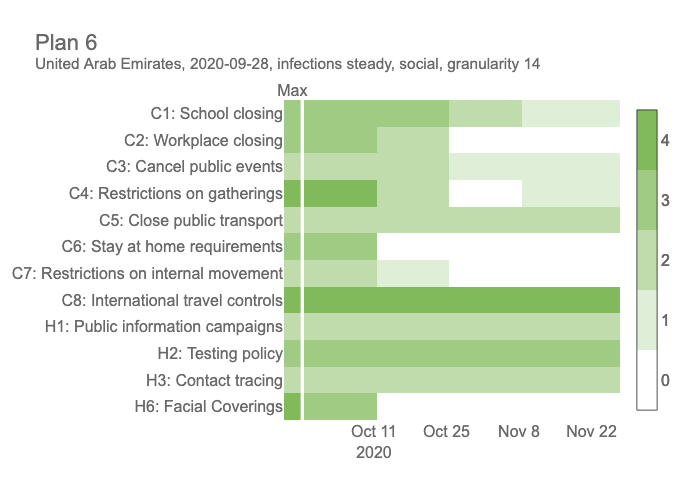 Plan 6
United Arab Emirates, 2020-09-28, infections steady, social, granularity 14
Max
C1: School closing
C2: Workplace closing
C3: Cancel public events
C4: Restrictions on gatherings
C5: Close public transport
C6: Stay at home requirements
C7: Restrictions on internal movement
C8: International travel controls
H1: Public information campaigns
H2: Testing policy
H3: Contact tracing
H6: Facial Coverings
Oct 11 Oct 25 Nov 8 Nov 22
2020
4
3
2
1
0